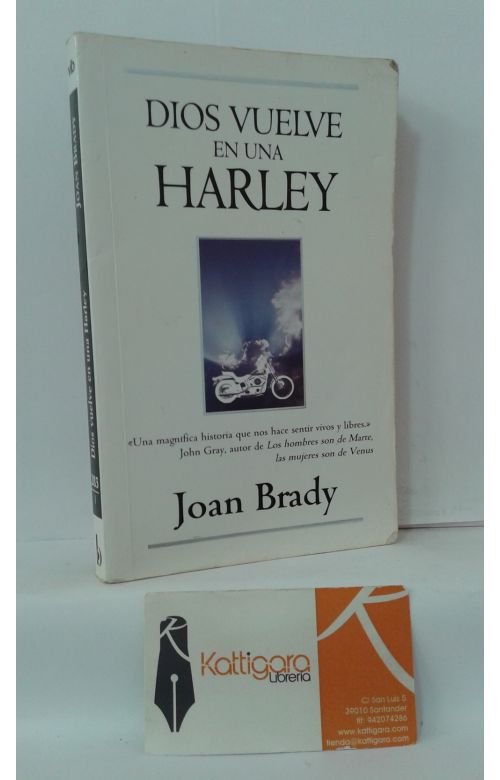 DIOS VUELVE
EN UNA
HARLEY
«Una magnífica historia que nos hace sentir vivos y libres.»
John Gray, autor de Los hombres son de Marte,
las mujeres son de Venus
Joan Brady
JOAN BRADY
Dios vuelve en una Harley
b
Kattigara
Librería
C/ San Luis 5
39010 Santander
tlf: 942074286
www.kattigara.com
tienda@kattigara.com